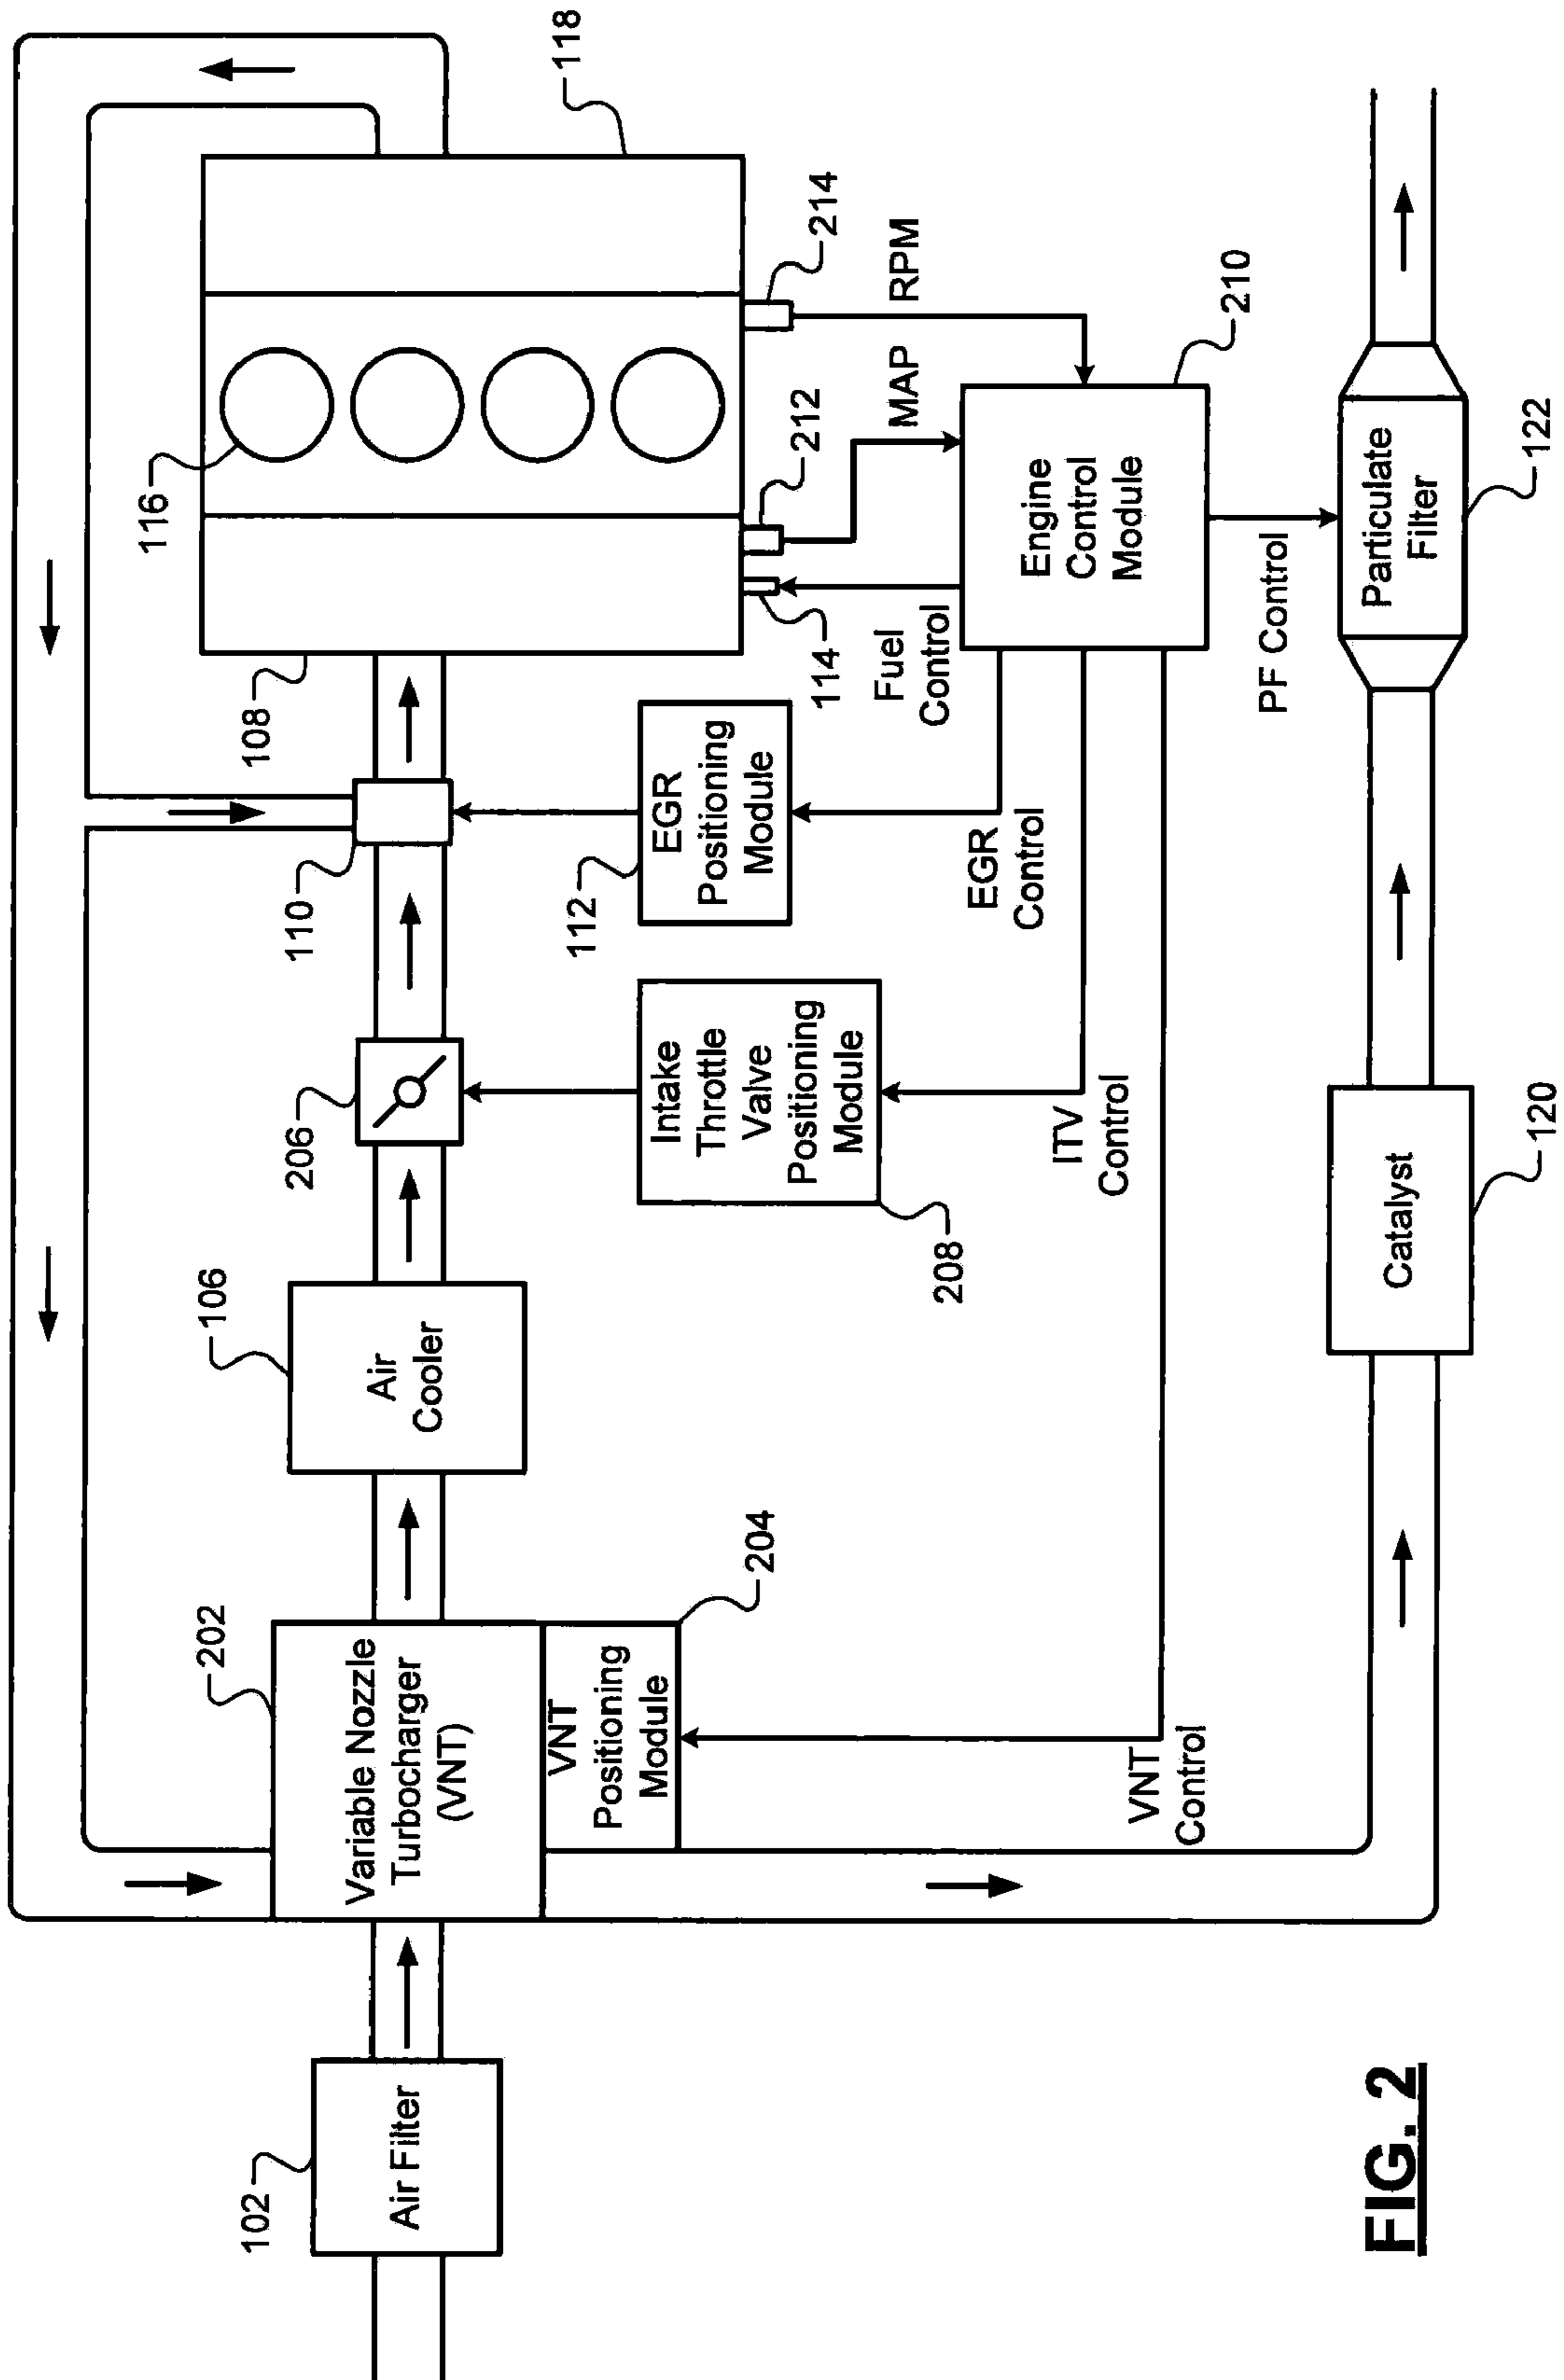 118
116
214
RPM
212
MAP
210
108
114
Fuel
Control
Engine
Control
Module
PF Control
Particulate
Filter
122
110
112
EGR
Positioning
Module
EGR
Control
206
Intake
Throttle
Valve
Positioning
Module
208
ITV
Control
106
Air
Cooler
Catalyst
120
202
Variable Nozzle
Turbocharger
(VNT)
VNT
Positioning
Module
204
VNT
Control
102
Air Filter
FIG. 2